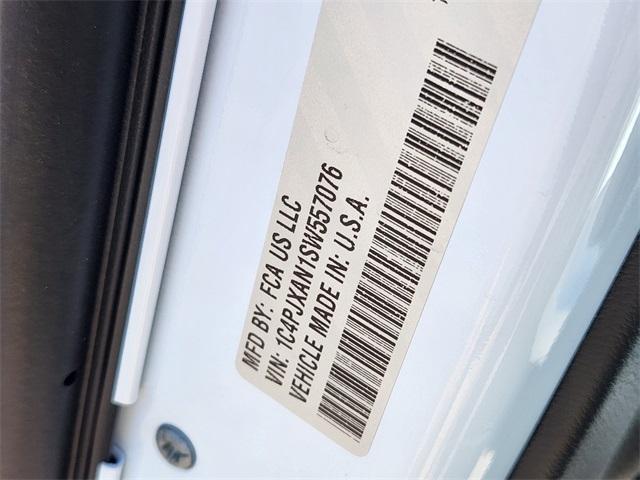 MFD BY: FCA US LLC
VIN: 1C4PJXAN1SW557076
VEHICLE MADE IN: U.S.A.